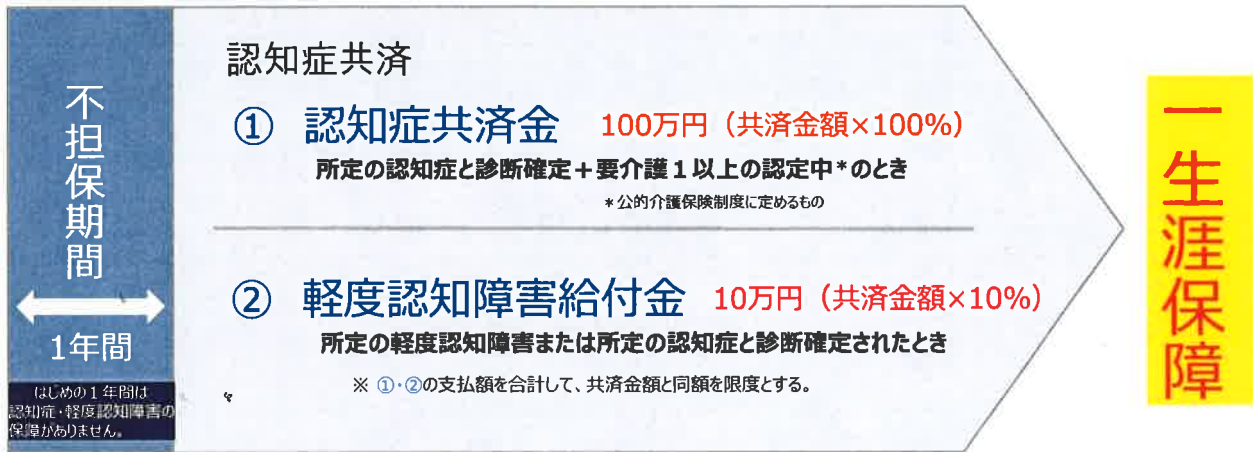 不担保期間
1年間
はじめの1年間は
認知症・軽度認知障害の
保障がありません。
認知症共済
① 認知症共済金 100万円（共済金額×100%）
所定の認知症と診断確定＋要介護１以上の認定中*のとき
*公的介護保険制度に定めるもの
② 軽度認知障害給付金 10万円（共済金額×10%）
所定の軽度認知障害または所定の認知症と診断確定されたとき
※ ①・②の支払額を合計して、共済金額と同額を限度とする。
一生涯保障